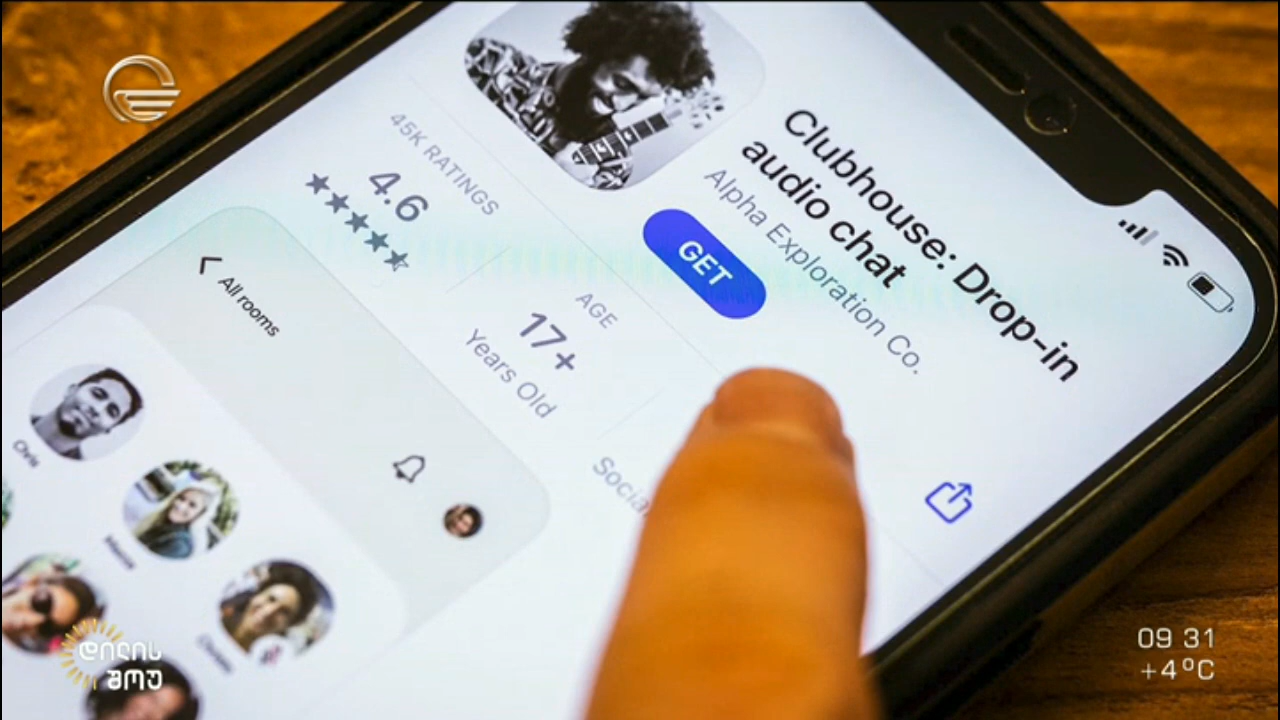 Clubhouse: Drop-in
audio chat
Alpha Exploration Co.
GET
45K RATINGS
4.6
AGE
17+
Years Old
All rooms
Chris
09 31
+4°C
დილის
შოუ